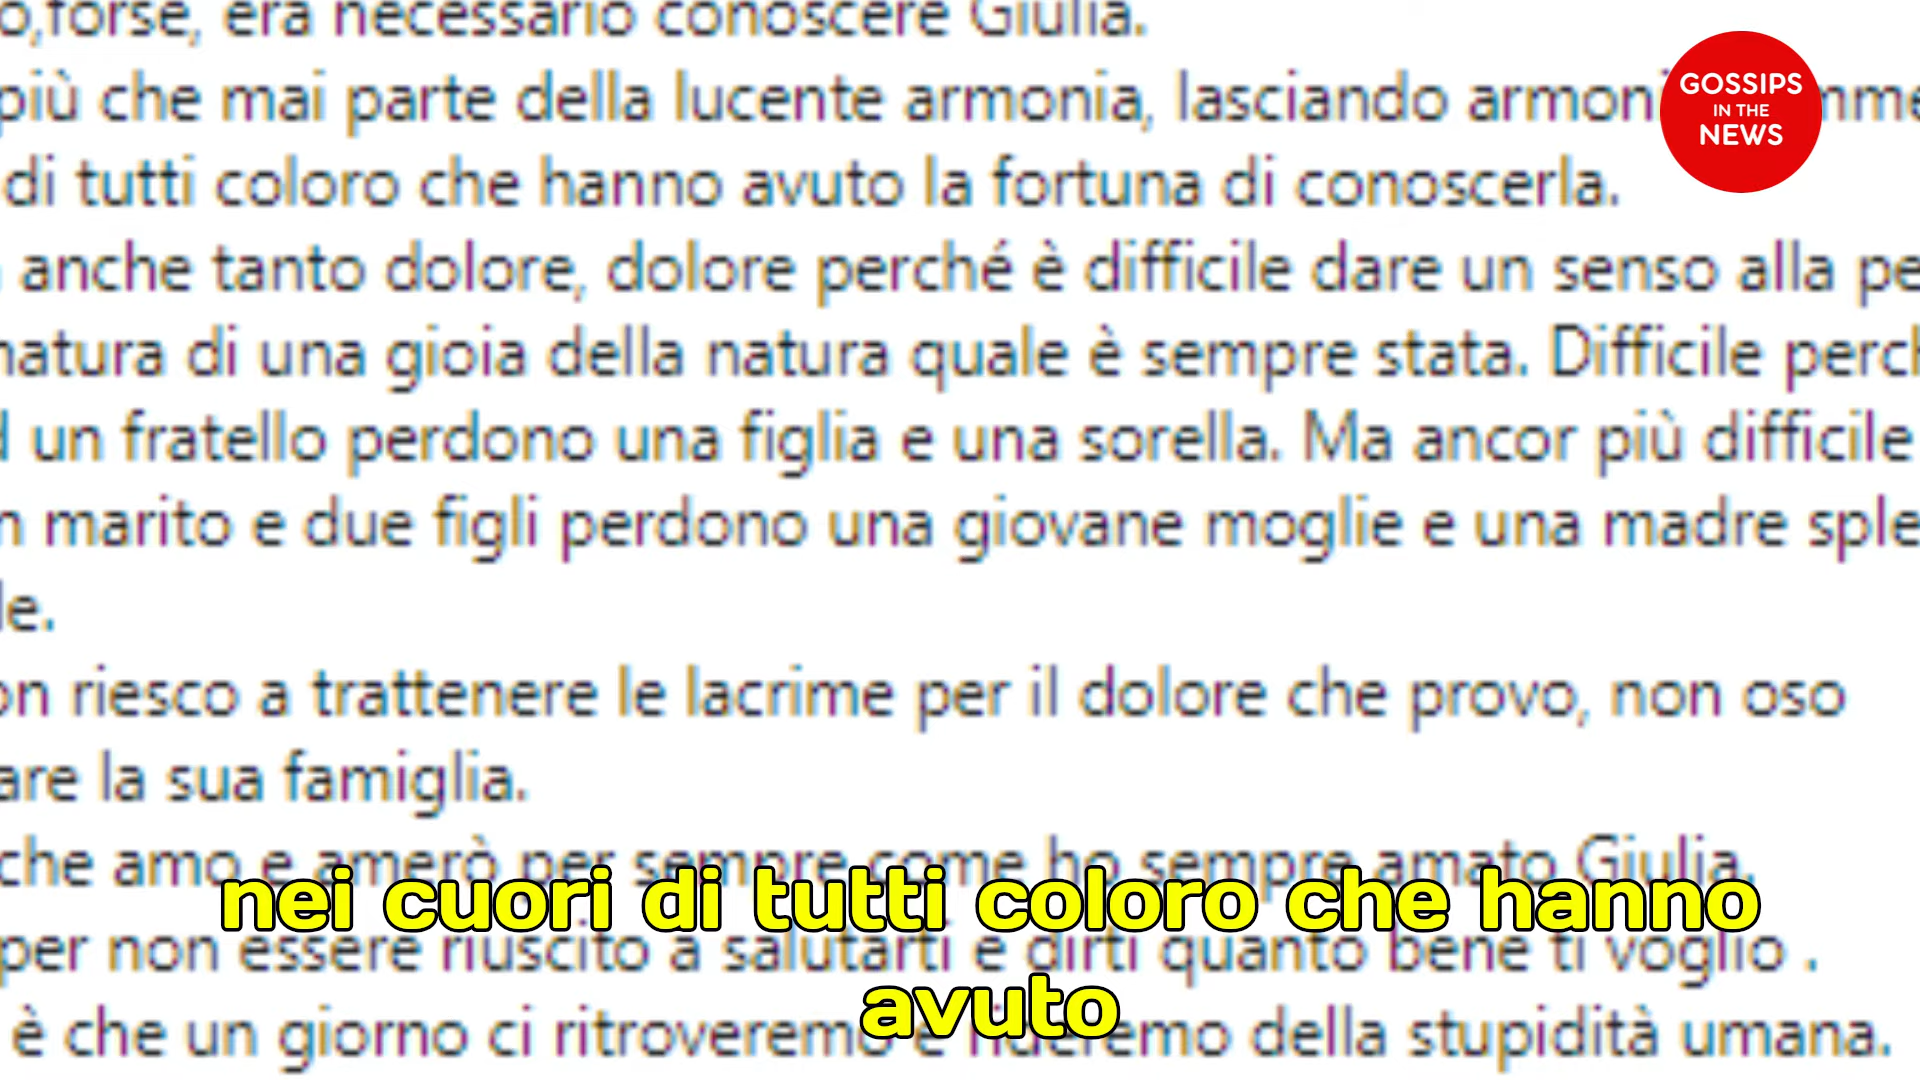 o,forse, era necessario conoscere Giulia.
più che mai parte della lucente armonia, lasciando
di tutti coloro che hanno avuto la fortuna di conoscerla.
anche tanto dolore, dolore perché è difficile dare un senso alla pe
natura di una gioia della natura quale è sempre stata. Difficile perch
d un fratello perdono una figlia e una sorella. Ma ancor più difficile
n marito e due figli perdono una giovane moglie e una madre sple
le.
on riesco a trattenere le lacrime per il dolore che provo, non oso
are la sua famiglia.
che amo e amerò per sempre come ho sempre amato Giulia.
per non essere riuscito a salutarti e dirti quanto bene ti voglio .
è che un giorno ci ritroveremo e rideremo della stupidità umana.
GOSSIPS
IN THE
NEWS
nei cuori di tutti coloro che hanno
avuto